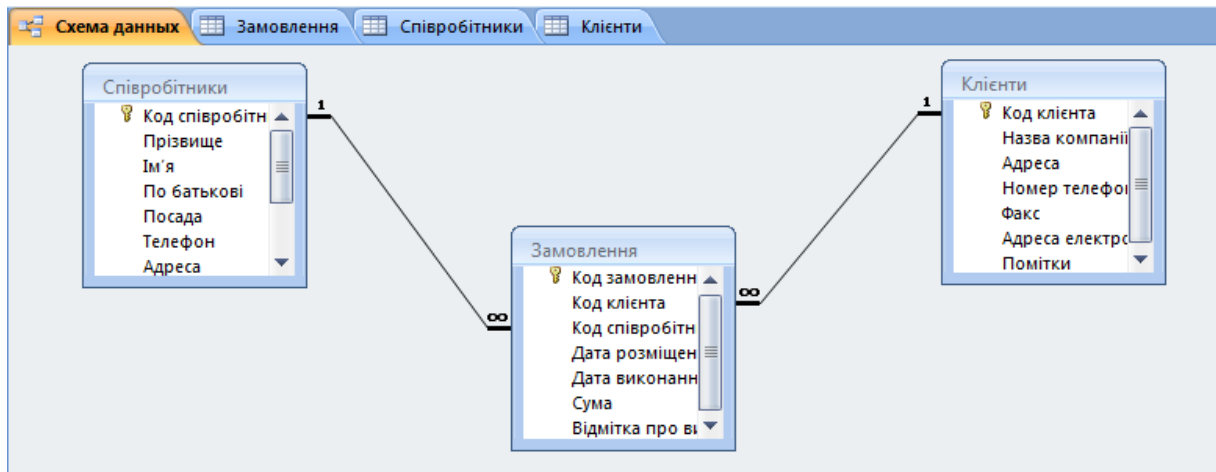 Схема данных Замовлення Співробітники Клієнти
Співробітники
Код співробітн
Прізвище
Ім'я
По батькові
Посада
Телефон
Адреса
1
∞
Замовлення
Код замовленн
Код клієнта
Код співробітн
Дата розміщен
Дата виконанн
Сума
Відмітка про ви
∞
1
Клієнти
Код клієнта
Назва компанії
Адреса
Номер телефон
Факс
Адреса електро
Помітки